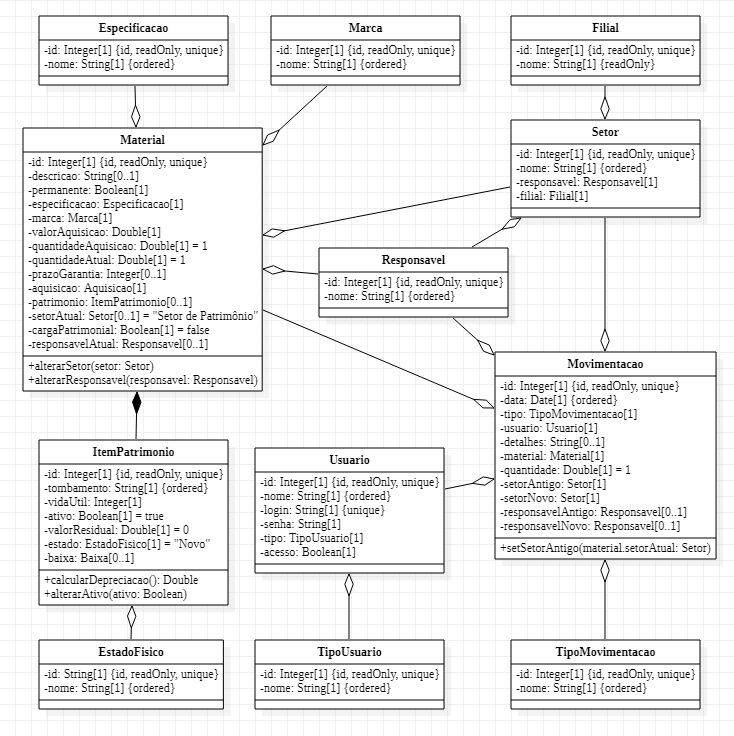 Especificacao
-id: Integer[1] {id, readOnly, unique}
-nome: String[1] {ordered}
Marca
-id: Integer[1] {id, readOnly, unique}
-nome: String[1] {ordered}
Filial
-id: Integer[1] {id, readOnly, unique}
-nome: String[1] {readOnly}
Material
-id: Integer[1] {id, readOnly, unique}
-descricao: String[0..1]
-permanente: Boolean[1]
-especificacao: Especificacao[1]
-marca: Marca[1]
-valorAquisicao: Double[1]
-quantidadeAquisicao: Double[1] = 1
-quantidadeAtual: Double[1] = 1
-prazoGarantia: Integer[0..1]
-aquisicao: Aquisicao[1]
-patrimonio: ItemPatrimonio[0..1]
-setorAtual: Setor[0..1] = "Setor de Patrimônio"
-cargaPatrimonial: Boolean[1] = false
-responsavelAtual: Responsavel[0..1]
+alterarSetor(setor: Setor)
+alterarResponsavel(responsavel: Responsavel)
Setor
-id: Integer[1] {id, readOnly, unique}
-nome: String[1] {ordered}
-responsavel: Responsavel[1]
-filial: Filial[1]
Responsavel
-id: Integer[1] {id, readOnly, unique}
-nome: String[1] {ordered}
Movimentacao
-id: Integer[1] {id, readOnly, unique}
-data: Date[1] {ordered}
-tipo: TipoMovimentacao[1]
-usuario: Usuario[1]
-detalhes: String[0..1]
-material: Material[1]
-quantidade: Double[1] = 1
-setorAntigo: Setor[1]
-setorNovo: Setor[1]
-responsavelAntigo: Responsavel[0..1]
-responsavelNovo: Responsavel[0..1]
+setSetorAntigo(material.setorAtual: Setor)
ItemPatrimonio
-id: Integer[1] {id, readOnly, unique}
-tombamento: String[1] {ordered}
-vidaUtil: Integer[1]
-ativo: Boolean[1] = true
-valorResidual: Double[1] = 0
-estado: EstadoFisico[1] = "Novo"
-baixa: Baixa[0..1]
+calcularDepreciacao(): Double
+alterarAtivo(ativo: Boolean)
Usuario
-id: Integer[1] {id, readOnly, unique}
-nome: String[1] {ordered}
-login: String[1] {unique}
-senha: String[1]
-tipo: TipoUsuario[1]
-acesso: Boolean[1]
EstadoFisico
-id: String[1] {id, readOnly, unique}
-nome: String[1] {ordered}
TipoUsuario
-id: Integer[1] {id, readOnly, unique}
-nome: String[1] {ordered}
TipoMovimentacao
-id: Integer[1] {id, readOnly, unique}
-nome: String[1] {ordered}